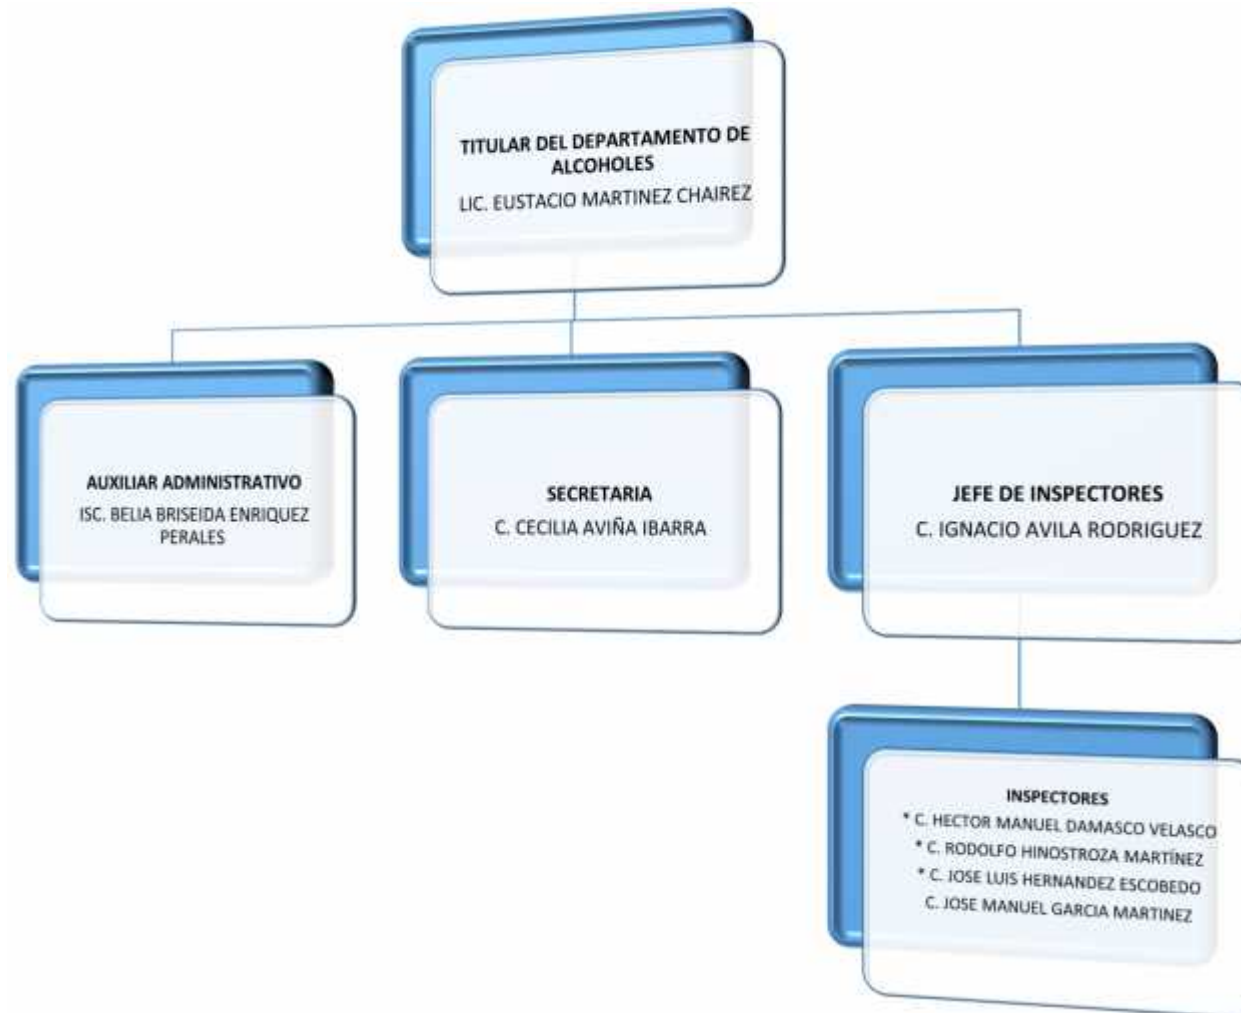 TITULAR DEL DEPARTAMENTO DE
ALCOHOLES
LIC. EUSTACIO MARTINEZ CHAIREZ
AUXILIAR ADMINISTRATIVO
ISC. BELIA BRISEIDA ENRIQUEZ
PERALES
SECRETARIA
C. CECILIA AVIÑA IBARRA
JEFE DE INSPECTORES
C. IGNACIO AVILA RODRIGUEZ
INSPECTORES
* C. HECTOR MANUEL DAMASCO VELASCO
* C. RODOLFO HINOSTROZA MARTÍNEZ
* C. JOSE LUIS HERNANDEZ ESCOBEDO
C. JOSE MANUEL GARCIA MARTINEZ